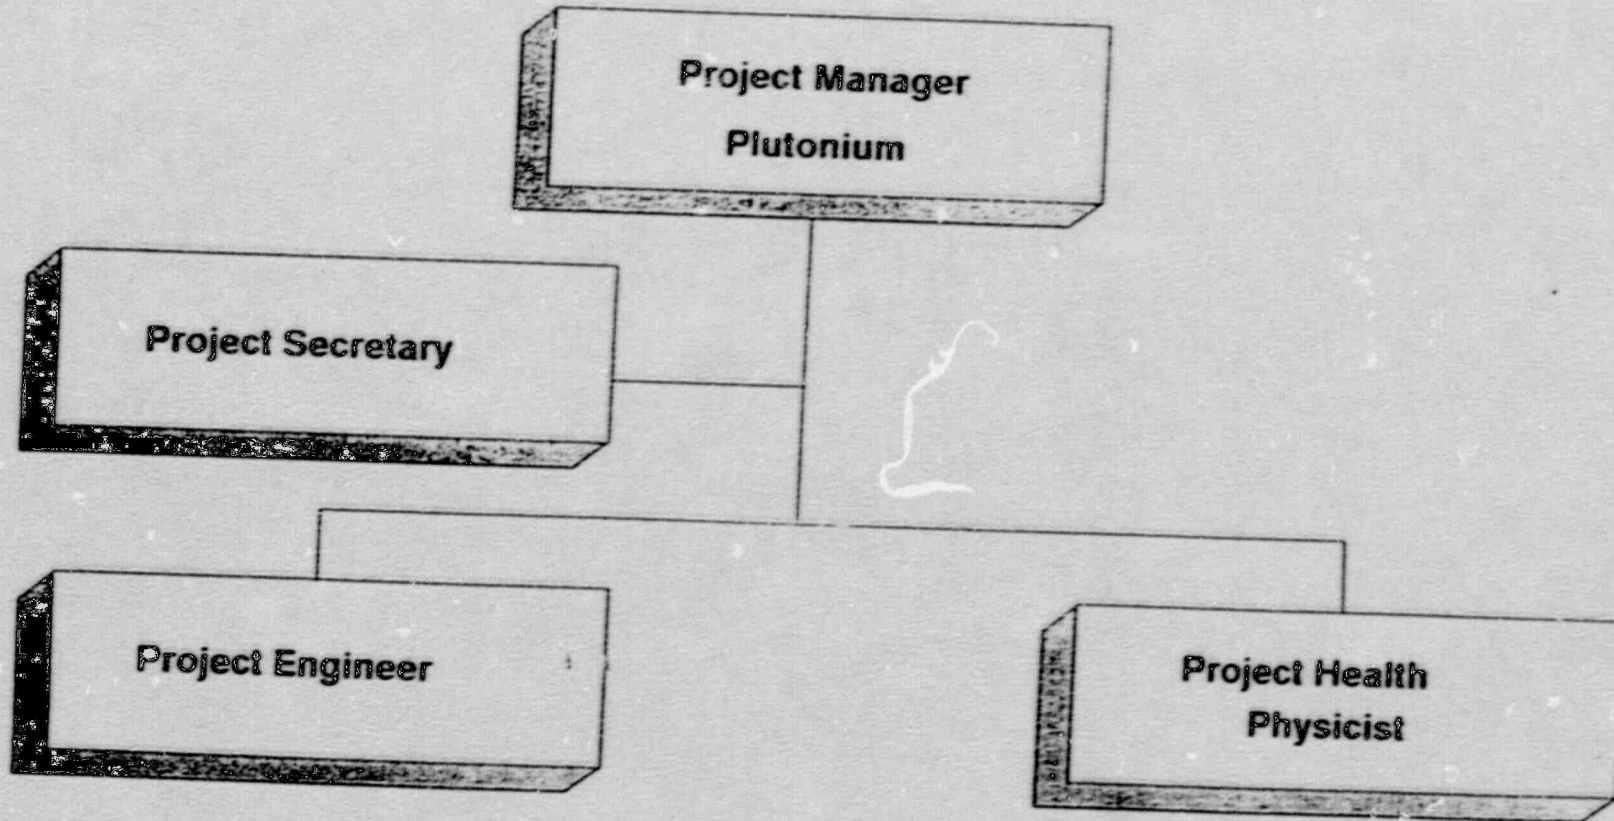 Project Manager
Plutonium
Project Secretary
Project Engineer
Project Health
Physicist